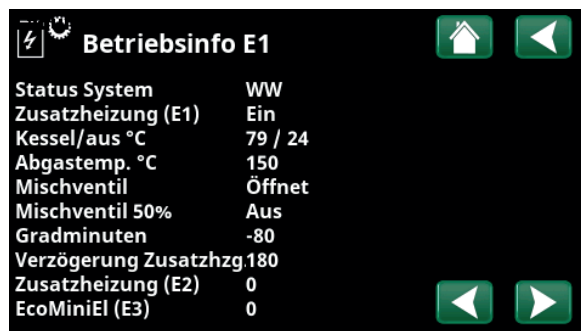 Betriebsinfo E1
Status System WW
Zusatzheizung (E1) Ein
Kessel/aus °C 79 / 24
Abgastemp. °C 150
Mischventil Öffnet
Mischventil 50% Aus
Gradminuten -80
Verzögerung Zusatzhzg.180
Zusatzheizung (E2) 0
EcoMiniEl (E3) 0